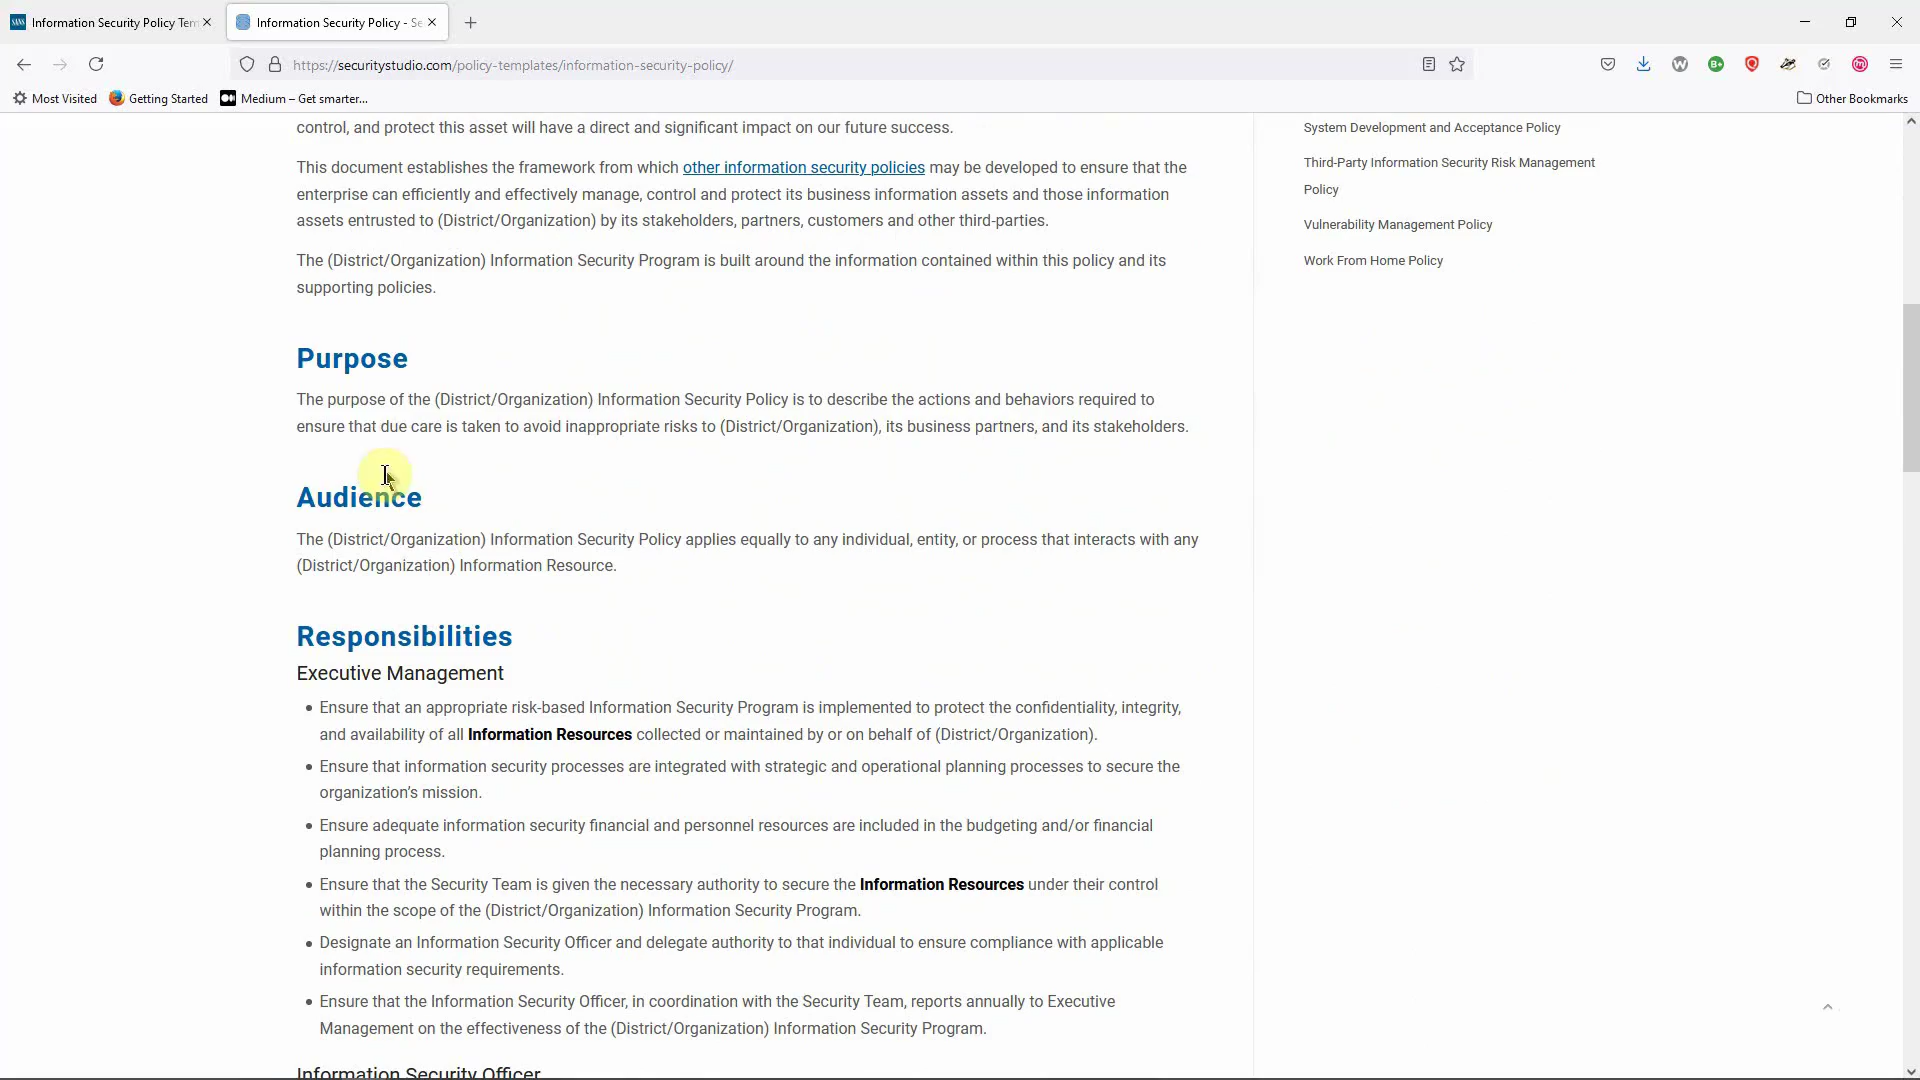 Information Security Policy Tem
Information Security Policy - Se
https://securitystudio.com/policy-templates/information-security-policy/
Most Visited
Getting Started
Medium – Get smarter...
Other Bookmarks
control, and protect this asset will have a direct and significant impact on our future success.
This document establishes the framework from which other information security policies may be developed to ensure that the
enterprise can efficiently and effectively manage, control and protect its business information assets and those information
assets entrusted to (District/Organization) by its stakeholders, partners, customers and other third-parties.
The (District/Organization) Information Security Program is built around the information contained within this policy and its
supporting policies.
Purpose
The purpose of the (District/Organization) Information Security Policy is to describe the actions and behaviors required to
ensure that due care is taken to avoid inappropriate risks to (District/Organization), its business partners, and its stakeholders.
Audience
The (District/Organization) Information Security Policy applies equally to any individual, entity, or process that interacts with any
(District/Organization) Information Resource.
Responsibilities
Executive Management
• Ensure that an appropriate risk-based Information Security Program is implemented to protect the confidentiality, integrity,
and availability of all Information Resources collected or maintained by or on behalf of (District/Organization).
• Ensure that information security processes are integrated with strategic and operational planning processes to secure the
organization's mission.
• Ensure adequate information security financial and personnel resources are included in the budgeting and/or financial
planning process.
• Ensure that the Security Team is given the necessary authority to secure the Information Resources under their control
within the scope of the (District/Organization) Information Security Program.
• Designate an Information Security Officer and delegate authority to that individual to ensure compliance with applicable
information security requirements.
• Ensure that the Information Security Officer, in coordination with the Security Team, reports annually to Executive
Management on the effectiveness of the (District/Organization) Information Security Program.
Information Security Officer
System Development and Acceptance Policy
Third-Party Information Security Risk Management
Policy
Vulnerability Management Policy
Work From Home Policy